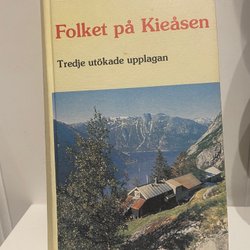 Folket på Kieåsen
Tredje utökade upplagan